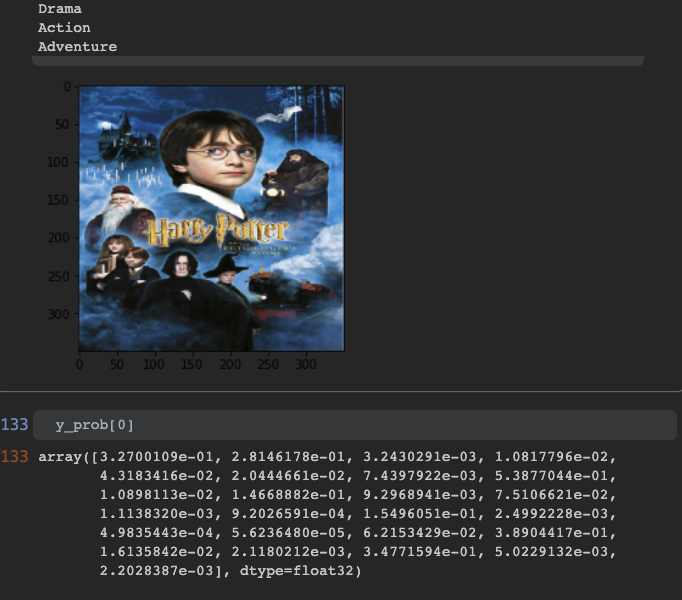 Drama
Action
Adventure
0
50
100
150
200
250
300
Harry Potter
0 50 100 150 200 250 300
133 y_prob[0]
133 array([3.2700109e-01, 2.8146178e-01, 3.2430291e-03, 1.0817796e-02,
4.3183416e-02, 2.0444661e-02, 7.4397922e-03, 5.3877044e-01,
1.0898113e-02, 1.4668882e-01, 9.2968941e-03, 7.5106621e-02,
1.1138320e-03, 9.2026591e-04, 1.5496051e-01, 2.4992228e-03,
4.9835443e-04, 5.6236480e-05, 6.2153429e-02, 3.8904417e-01,
1.6135842e-02, 2.1180212e-03, 3.4771594e-01, 5.0229132e-03,
2.2028387e-03], dtype=float32)